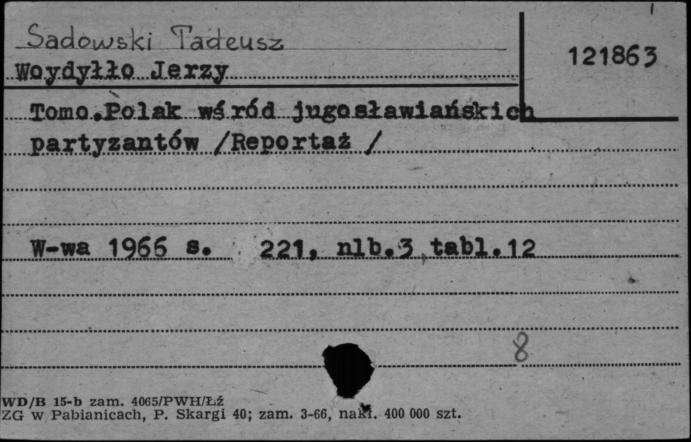 Sadowski Tadeusz
121863
Woydyłło Jerzy
Tomo.Polak wśród jugosławiańskich
partyzantów /Reportaż /
W-wa 1966 s. 221, nlb.3 tabl.12
8
WD/B 15-b zam. 4065/PWH/Łź
ZG w Pabianicach, P. Skargi 40; zam. 3-66, nakł. 400 000 szt.